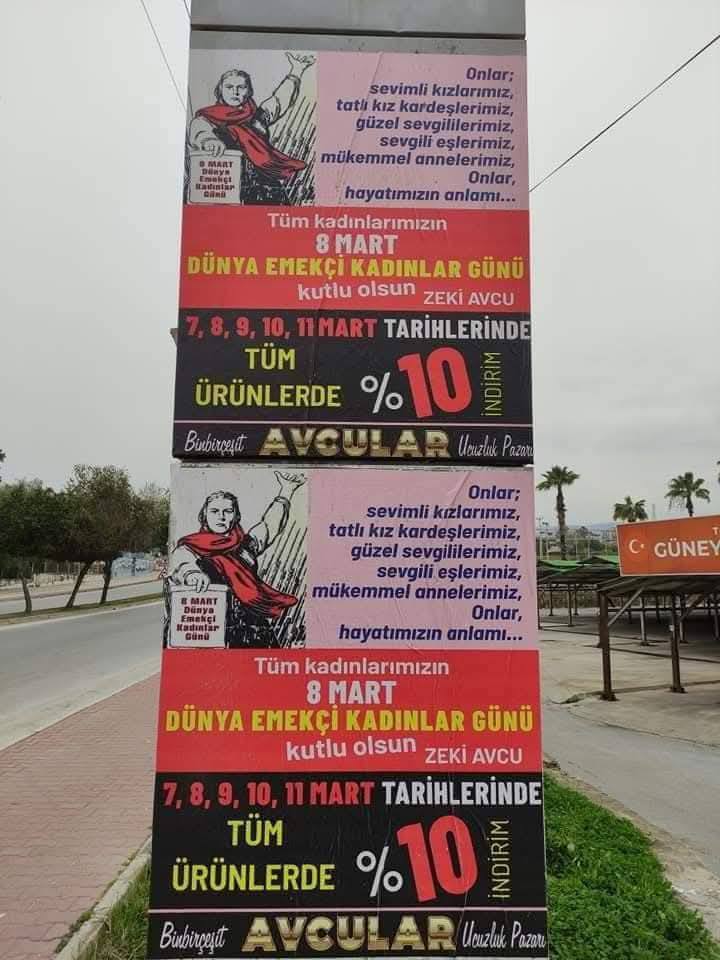 Onlar;
sevimli kızlarımız,
tatlı kız kardeşlerimiz,
güzel sevgililerimiz,
sevgili eşlerimiz,
mükemmel annelerimiz,
Onlar,
hayatımızın anlamı...
8 MART
Dünya
Emekçi
Kadınlar
Günü
Tüm kadınlarımızın
8 MART
DÜNYA EMEKÇİ KADINLAR GÜNÜ
kutlu olsun ZEKİ AVCU
7, 8, 9, 10, 11 MART TARİHLERİNDE
TÜM
ÜRÜNLERDE %10 İNDİRİM
Binbirçeşit AVCULAR Ucuzluk Pazarı
Onlar;
sevimli kızlarımız,
tatlı kız kardeşlerimiz,
güzel sevgililerimiz,
sevgili eşlerimiz,
mükemmel annelerimiz,
Onlar,
hayatımızın anlamı...
8 MART
Dünya
Emekçi
Kadınlar
Günü
Tüm kadınlarımızın
8 MART
DÜNYA EMEKÇİ KADINLAR GÜNÜ
kutlu olsun ZEKİ AVCU
7, 8, 9, 10, 11 MART TARİHLERİNDE
TÜM
ÜRÜNLERDE %10 İNDİRİM
Binbirçeşit AVCULAR Ucuzluk Pazarı
GÜNEY